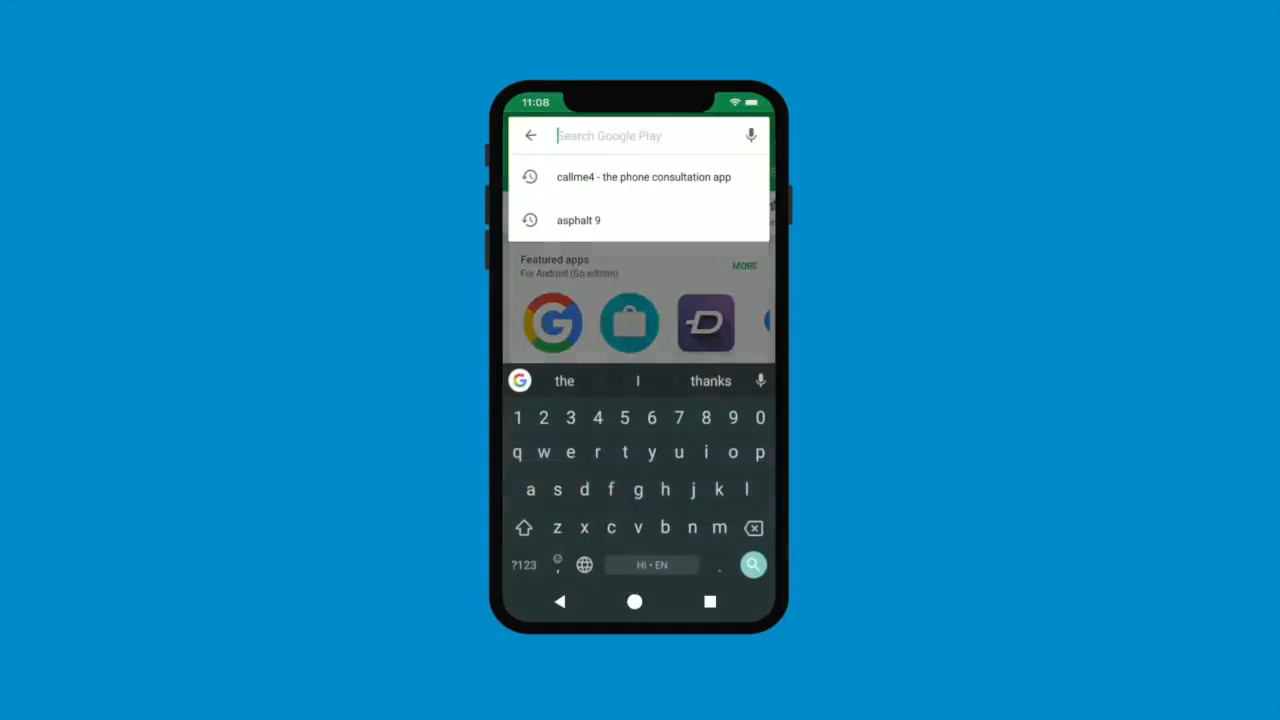 11:08
Search Google Play
callme4 - the phone consultation app
asphalt 9
Featured apps
For Android (Go edition)
MORE
the I thanks
1 2 3 4 5 6 7 8 9 0
q w e r t y u i o p
a s d f g h j k l
z x c v b n m
?123 , HI • EN .